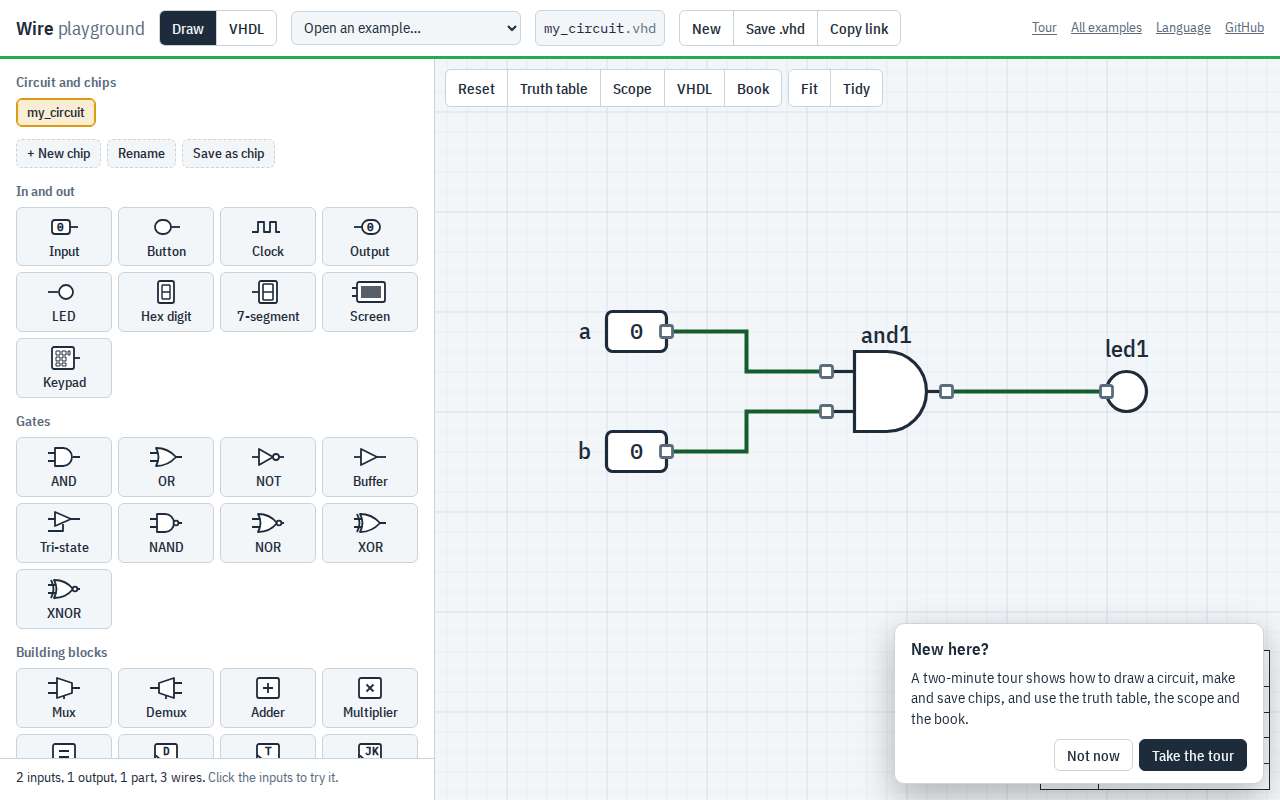 Wire playground
Draw
VHDL
Open an example...
my_circuit.vhd
New
Save .vhd
Copy link
Tour
All examples
Language
GitHub
Circuit and chips
my_circuit
+ New chip
Rename
Save as chip
In and out
0
Input
Button
Clock
0
Output
LED
Hex digit
7-segment
Screen
Keypad
Gates
AND
OR
NOT
Buffer
Tri-state
NAND
NOR
XOR
XNOR
Building blocks
Mux
Demux
Adder
Multiplier
D
T
JK
2 inputs, 1 output, 1 part, 3 wires. Click the inputs to try it.
Reset
Truth table
Scope
VHDL
Book
Fit
Tidy
a
0
b
0
and1
led1
New here?
A two-minute tour shows how to draw a circuit, make
and save chips, and use the truth table, the scope and
the book.
Not now
Take the tour